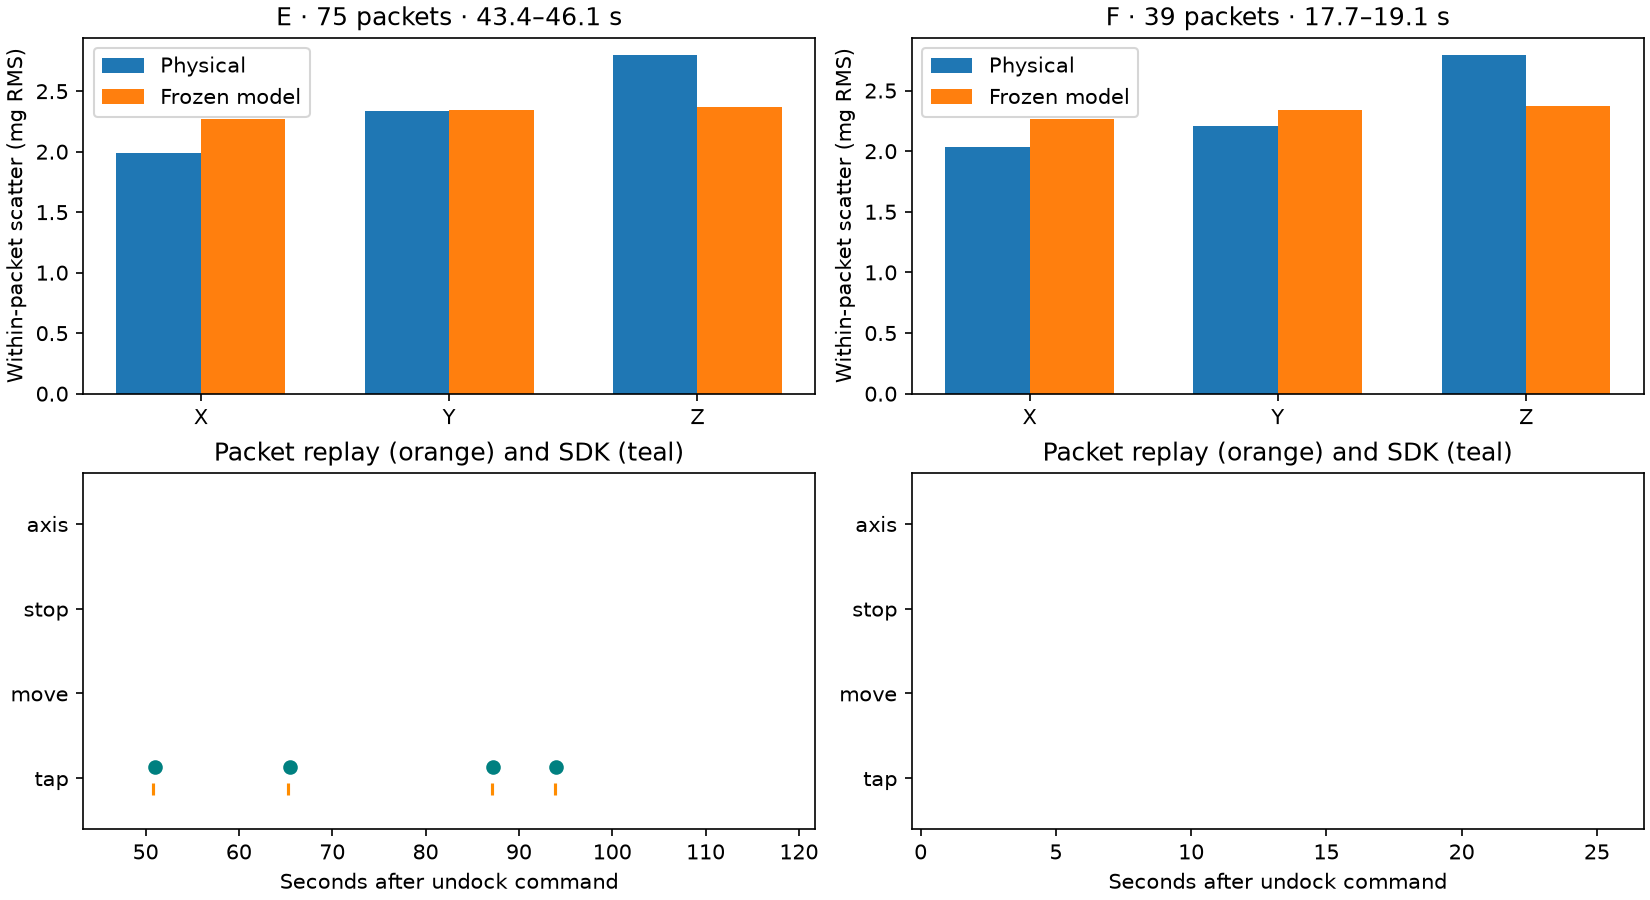 E · 75 packets · 43.4–46.1 s
Within-packet scatter (mg RMS)
2.5
2.0
1.5
1.0
0.5
0.0
Physical
Frozen model
X Y Z
F · 39 packets · 17.7–19.1 s
Within-packet scatter (mg RMS)
2.5
2.0
1.5
1.0
0.5
0.0
Physical
Frozen model
X Y Z
Packet replay (orange) and SDK (teal)
axis
stop
move
tap
50 60 70 80 90 100 110 120
Seconds after undock command
Packet replay (orange) and SDK (teal)
axis
stop
move
tap
0 5 10 15 20 25
Seconds after undock command